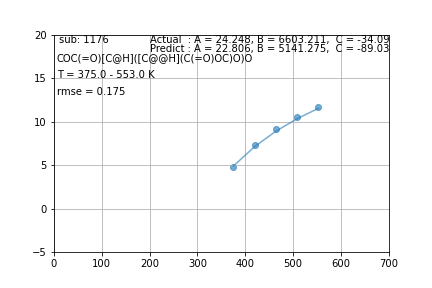 sub: 1176
Actual : A = 24.248, B = 6603.211, C = -34.09
Predict : A = 22.806, B = 5141.275, C = -89.03
COC(=O)[C@H]([C@@H](C(=O)OC)O)O
T = 375.0 - 553.0 K
rmse = 0.175
20
15
10
5
0
−5
0 100 200 300 400 500 600 700